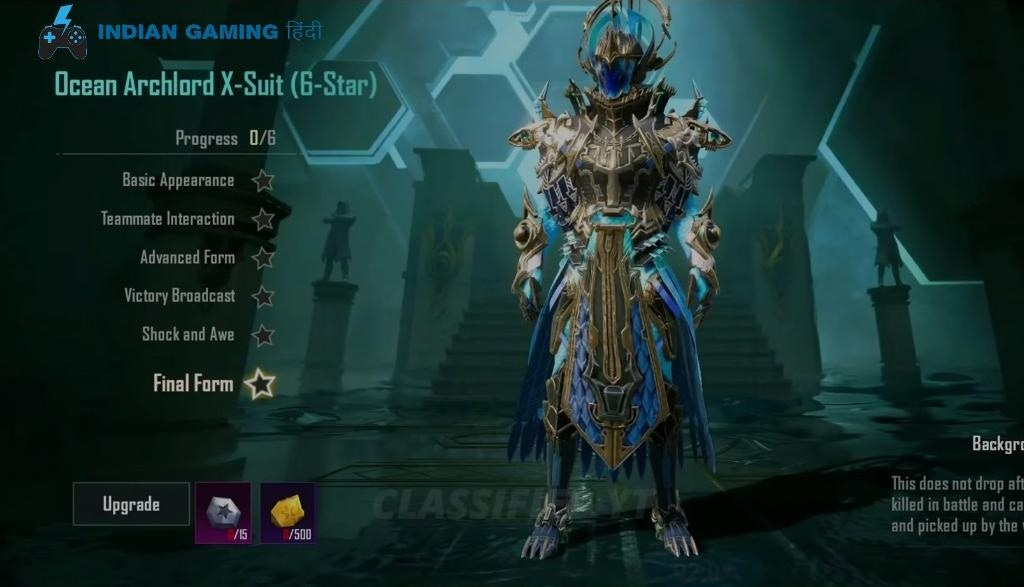 INDIAN GAMING हिंदी
Ocean Archlord X-Suit (6-Star)
Progress 0/6
Basic Appearance
Teammate Interaction
Advanced Form
Victory Broadcast
Shock and Awe
Final Form
Upgrade
0/15
0/500
CLASSIFIED YT
Backgro
This does not drop aft
killed in battle and ca
and picked up by the